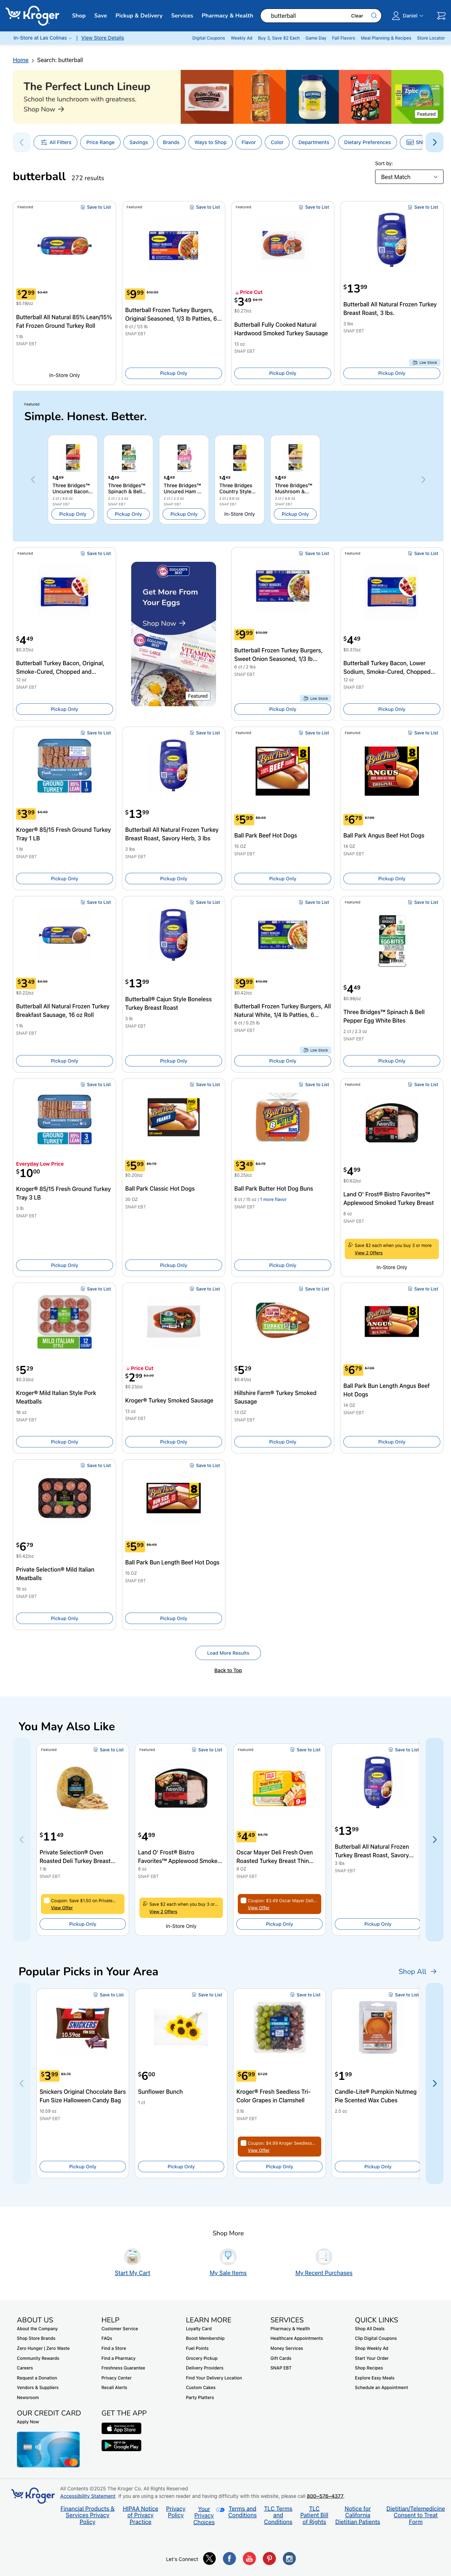 Kroger
Shop
Save
Pickup & Delivery
Services
Pharmacy & Health
butterball
Clear
Daniel
In-Store at Las Colinas
View Store Details
Digital Coupons
Weekly Ad
Buy 3, Save $2 Each
Game Day
Fall Flavors
Meal Planning & Recipes
Store Locator
Home > Search: butterball
The Perfect Lunch Lineup
School the lunchroom with greatness.
Shop Now →
Featured
All Filters
Price Range
Savings
Brands
Ways to Shop
Flavor
Color
Departments
Dietary Preferences
butterball 272 results
Sort by:
Best Match
Featured
Save to List
$2.99 $3.49
$0.19/oz
Butterball All Natural 85% Lean/15%
Fat Frozen Ground Turkey Roll
1 lb
SNAP EBT
In-Store Only
Featured
Save to List
$9.99 $10.99
Butterball Frozen Turkey Burgers,
Original Seasoned, 1/3 lb Patties, 6...
6 ct / 1/3 lb
SNAP EBT
Pickup Only
Featured
Save to List
Price Cut
$3.49
$0.27/oz
Butterball Fully Cooked Natural
Hardwood Smoked Turkey Sausage
13 oz
SNAP EBT
Pickup Only
Featured
Save to List
$13.99
Butterball All Natural Frozen Turkey
Breast Roast, 3 lbs.
3 lbs
SNAP EBT
Low Stock
Pickup Only
Featured
Simple. Honest. Better.
$4.49
Three Bridges™
Uncured Bacon...
SNAP EBT
Pickup Only
$4.49
Three Bridges™
Spinach & Bell...
SNAP EBT
Pickup Only
$4.49
Three Bridges™
Uncured Ham ...
SNAP EBT
Pickup Only
$4.49
Three Bridges
Country Style...
SNAP EBT
In-Store Only
$4.49
Three Bridges™
Mushroom &...
SNAP EBT
Pickup Only
Featured
Save to List
$4.49
$0.37/oz
Butterball Turkey Bacon, Original,
Smoke-Cured, Chopped and...
12 oz
SNAP EBT
Pickup Only
Get More From
Your Eggs
Shop Now →
Featured
Featured
Save to List
$9.99 $10.99
Butterball Frozen Turkey Burgers,
Sweet Onion Seasoned, 1/3 lb...
6 ct / 2 lbs
SNAP EBT
Low Stock
Pickup Only
Featured
Save to List
$4.49
$0.37/oz
Butterball Turkey Bacon, Lower
Sodium, Smoke-Cured, Chopped...
12 oz
SNAP EBT
Pickup Only
Save to List
$3.99
Kroger® 85/15 Fresh Ground Turkey
Tray 1 LB
1 lb
SNAP EBT
Pickup Only
Save to List
$13.99
Butterball All Natural Frozen Turkey
Breast Roast, Savory Herb, 3 lbs
3 lbs
SNAP EBT
Pickup Only
Featured
Save to List
$5.99
Ball Park Beef Hot Dogs
15 OZ
SNAP EBT
Pickup Only
Featured
Save to List
$6.79
Ball Park Angus Beef Hot Dogs
14 OZ
SNAP EBT
Pickup Only
Save to List
$3.49
$0.22/oz
Butterball All Natural Frozen Turkey
Breakfast Sausage, 16 oz Roll
1 lb
SNAP EBT
Pickup Only
Save to List
$13.99
Butterball® Cajun Style Boneless
Turkey Breast Roast
3 lb
SNAP EBT
Pickup Only
Save to List
$9.99 $10.99
$0.42/oz
Butterball Frozen Turkey Burgers, All
Natural White, 1/4 lb Patties, 6...
6 ct / 0.25 lb
SNAP EBT
Low Stock
Pickup Only
Featured
Save to List
$4.49
$0.98/oz
Three Bridges™ Spinach & Bell
Pepper Egg White Bites
2 ct / 2.3 oz
SNAP EBT
Pickup Only
Save to List
Everyday Low Price
$10.00
Kroger® 85/15 Fresh Ground Turkey
Tray 3 LB
3 lb
SNAP EBT
Pickup Only
Save to List
$5.99
$0.20/oz
Ball Park Classic Hot Dogs
30 OZ
SNAP EBT
Pickup Only
Save to List
$3.49
$0.23/oz
Ball Park Butter Hot Dog Buns
8 ct / 15 oz / 1 more flavor
SNAP EBT
Pickup Only
Featured
Save to List
$4.99
$0.62/oz
Land O' Frost® Bistro Favorites™
Applewood Smoked Turkey Breast
8 oz
SNAP EBT
Save $2 each when you buy 3 or more
View 2 Offers
In-Store Only
Save to List
$5.29
$0.33/oz
Kroger® Mild Italian Style Pork
Meatballs
16 oz
SNAP EBT
Pickup Only
Save to List
Price Cut
$2.99
$0.23/oz
Kroger® Turkey Smoked Sausage
13 oz
SNAP EBT
Pickup Only
Save to List
$5.29
$0.41/oz
Hillshire Farm® Turkey Smoked
Sausage
13 OZ
SNAP EBT
Pickup Only
Save to List
$6.79
Ball Park Bun Length Angus Beef
Hot Dogs
14 OZ
SNAP EBT
Pickup Only
Save to List
$6.79
$0.42/oz
Private Selection® Mild Italian
Meatballs
16 oz
SNAP EBT
Pickup Only
Save to List
$5.99
Ball Park Bun Length Beef Hot Dogs
15 OZ
SNAP EBT
Pickup Only
Load More Results
Back to Top
You May Also Like
Featured
Save to List
$11.49
Private Selection® Oven
Roasted Deli Turkey Breast...
1 lb
SNAP EBT
Coupon: Save $1.50 on Private...
View Offer
Pickup Only
Featured
Save to List
$4.99
Land O' Frost® Bistro
Favorites™ Applewood Smoke...
8 oz
SNAP EBT
Save $2 each when you buy 3 or...
View 2 Offers
In-Store Only
Featured
Save to List
$4.49
Oscar Mayer Deli Fresh Oven
Roasted Turkey Breast Thin...
9 OZ
SNAP EBT
Coupon: $3.49 Oscar Mayer Deli...
View Offer
Pickup Only
Save to List
$13.99
Butterball All Natural Frozen
Turkey Breast Roast, Savory...
3 lbs
SNAP EBT
Pickup Only
Popular Picks in Your Area
Shop All →
Save to List
$3.99
Snickers Original Chocolate Bars
Fun Size Halloween Candy Bag
10.59 oz
SNAP EBT
Pickup Only
Save to List
$6.00
Sunflower Bunch
1 ct
Pickup Only
Save to List
$6.99
Kroger® Fresh Seedless Tri-
Color Grapes in Clamshell
3 lb
SNAP EBT
Coupon: $4.99 Kroger Seedless...
View Offer
Pickup Only
Save to List
$1.99
Candle-Lite® Pumpkin Nutmeg
Pie Scented Wax Cubes
2.5 oz
Pickup Only
Shop More
Start My Cart
My Sale Items
My Recent Purchases
ABOUT US
About the Company
Shop Store Brands
Zero Hunger | Zero Waste
Community Rewards
Careers
Request a Donation
Vendors & Suppliers
Newsroom
HELP
Customer Service
FAQs
Find a Store
Find a Pharmacy
Freshness Guarantee
Privacy Center
Recall Alerts
LEARN MORE
Loyalty Card
Boost Membership
Fuel Points
Grocery Pickup
Delivery Providers
Find Your Delivery Location
Custom Cakes
Party Platters
SERVICES
Pharmacy & Health
Healthcare Appointments
Money Services
Gift Cards
SNAP EBT
QUICK LINKS
Shop All Deals
Clip Digital Coupons
Shop Weekly Ad
Start Your Order
Shop Recipes
Explore Easy Meals
Schedule an Appointment
OUR CREDIT CARD
Apply Now
GET THE APP
App Store
Google Play
Kroger
All Contents ©2025 The Kroger Co. All Rights Reserved
Accessibility Statement If you are using a screen reader and having difficulty with this website, please call 800-576-4377.
Financial Products & Services Privacy Policy
HIPAA Notice of Privacy Practice
Privacy Policy
Your Privacy Choices
Terms and Conditions
TLC Terms and Conditions
TLC Patient Bill of Rights
Notice for California Dietitian Patients
Dietitian/Telemedicine Consent to Treat Form
Let's Connect